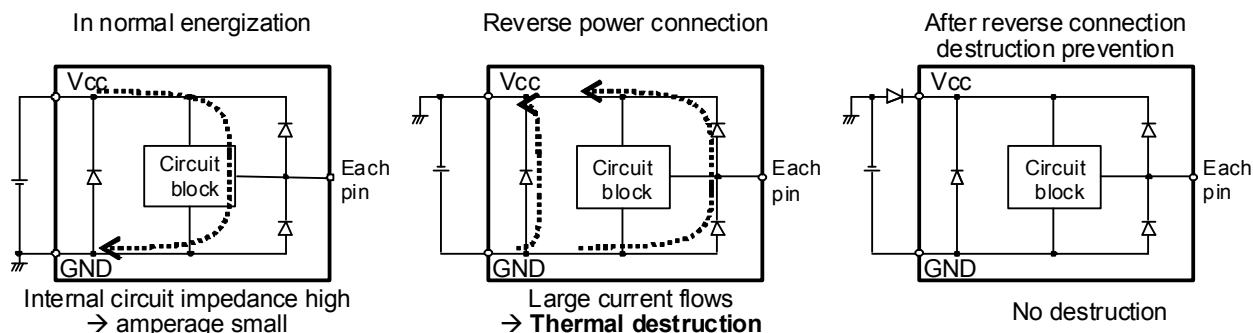 In normal energization
Vcc
Circuit
block
Each
pin
GND
Internal circuit impedance high
→ amperage small
Reverse power connection
Vcc
Circuit
block
Each
pin
GND
Large current flows
→ Thermal destruction
After reverse connection
destruction prevention
Vcc
Circuit
block
Each
pin
GND
No destruction